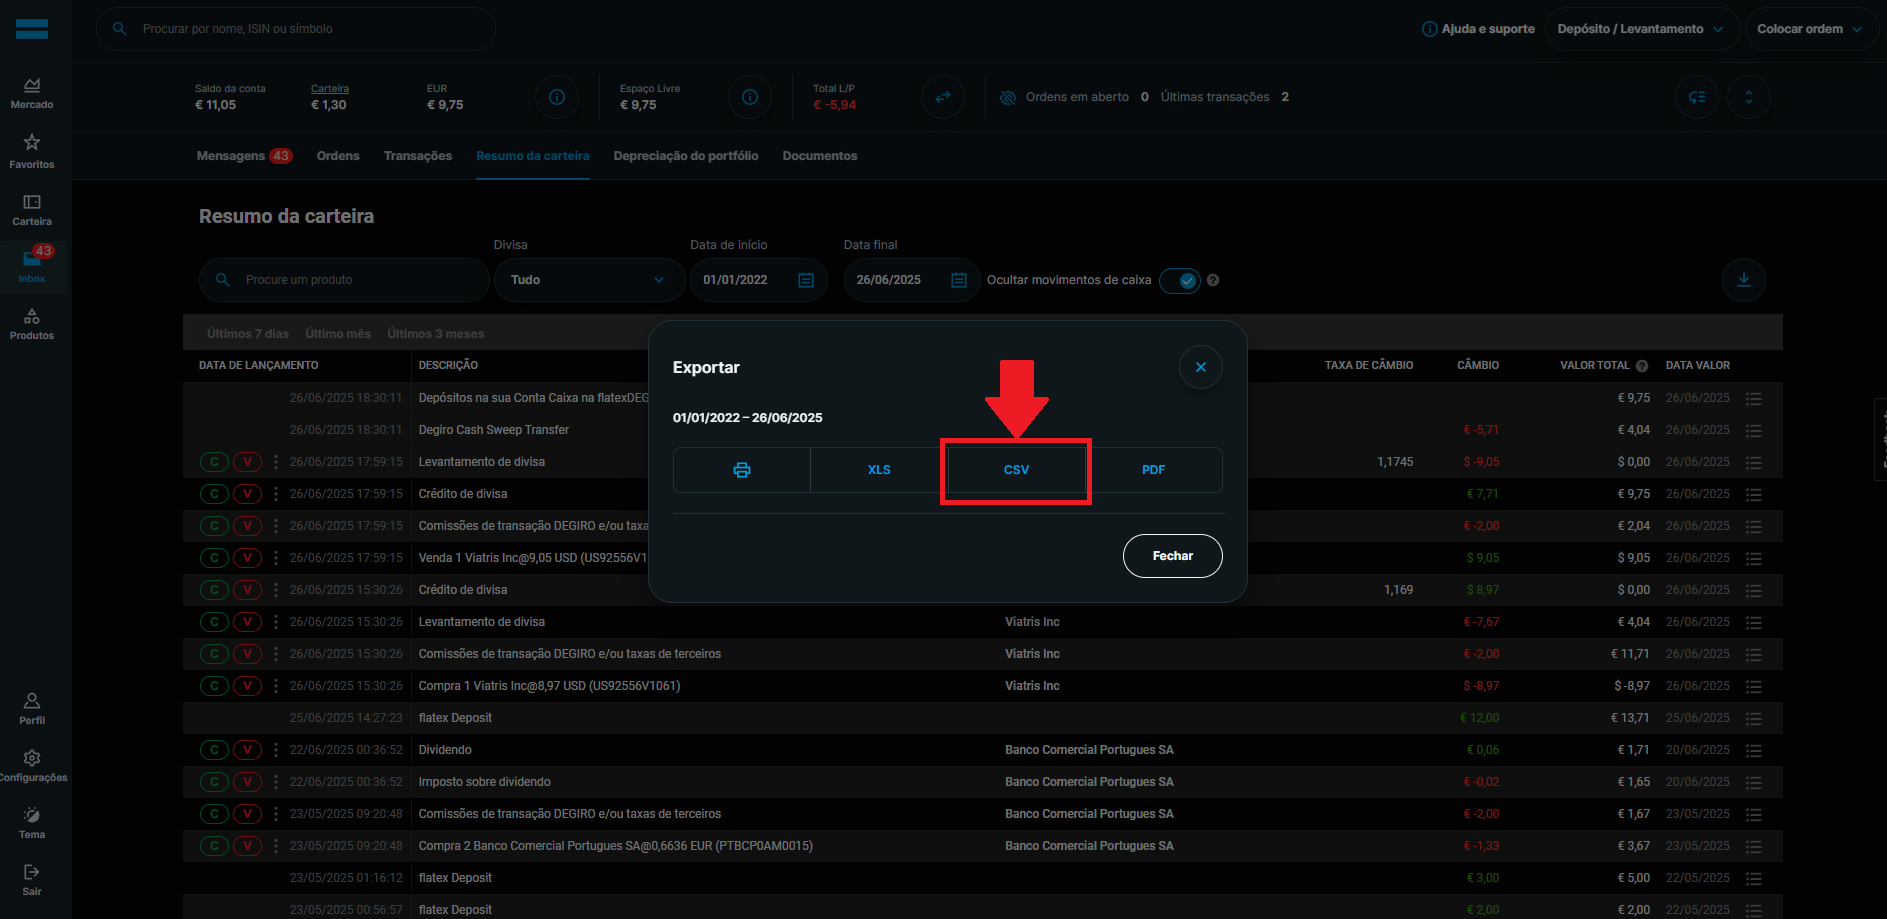 Procurar por nome, ISIN ou símbolo
Ajuda e suporte
Depósito / Levantamento
Colocar ordem
Mercado
Favoritos
Carteira
43
Inbox
Produtos
Perfil
Configurações
Tema
Sair
Saldo da conta
€ 11,05
Carteira
€ 1,30
EUR
€ 9,75
Espaço Livre
€ 9,75
Total L/P
€ -5,94
Ordens em aberto 0 Últimas transações 2
Mensagens 43 Ordens Transações Resumo da carteira Depreciação do portfólio Documentos
Resumo da carteira
Divisa Data de início Data final
Procure um produto Tudo 01/01/2022 26/06/2025 Ocultar movimentos de caixa
Últimos 7 dias Último mês Últimos 3 meses
DATA DE LANÇAMENTO DESCRIÇÃO TAXA DE CÂMBIO CÂMBIO VALOR TOTAL DATA VALOR
26/06/2025 18:30:11 Depósitos na sua Conta Caixa na flatexDEG € 9,75 26/06/2025
26/06/2025 18:30:11 Degiro Cash Sweep Transfer € -5,71 € 4,04 26/06/2025
C V 26/06/2025 17:59:15 Levantamento de divisa 1,1745 $ -9,05 $ 0,00 26/06/2025
C V 26/06/2025 17:59:15 Crédito de divisa € 7,71 € 9,75 26/06/2025
C V 26/06/2025 17:59:15 Comissões de transação DEGIRO e/ou taxa € -2,00 € 2,04 26/06/2025
C V 26/06/2025 17:59:15 Venda 1 Viatris Inc@9,05 USD (US92556V1 $ 9,05 $ 9,05 26/06/2025
C V 26/06/2025 15:30:26 Crédito de divisa 1,169 $ 8,97 $ 0,00 26/06/2025
C V 26/06/2025 15:30:26 Levantamento de divisa Viatris Inc € -7,67 € 4,04 26/06/2025
C V 26/06/2025 15:30:26 Comissões de transação DEGIRO e/ou taxas de terceiros Viatris Inc € -2,00 € 11,71 26/06/2025
C V 26/06/2025 15:30:26 Compra 1 Viatris Inc@8,97 USD (US92556V1061) Viatris Inc $ -8,97 $ -8,97 26/06/2025
25/06/2025 14:27:23 flatex Deposit € 12,00 € 13,71 25/06/2025
C V 22/06/2025 00:36:52 Dividendo Banco Comercial Portugues SA € 0,06 € 1,71 20/06/2025
C V 22/06/2025 00:36:52 Imposto sobre dividendo Banco Comercial Portugues SA € -0,02 € 1,65 20/06/2025
C V 23/05/2025 09:20:48 Comissões de transação DEGIRO e/ou taxas de terceiros Banco Comercial Portugues SA € -2,00 € 1,67 23/05/2025
C V 23/05/2025 09:20:48 Compra 2 Banco Comercial Portugues SA@0,6636 EUR (PTBCP0AM0015) Banco Comercial Portugues SA € -1,33 € 3,67 23/05/2025
23/05/2025 01:16:12 flatex Deposit € 3,00 € 5,00 22/05/2025
23/05/2025 00:56:57 flatex Deposit € 2,00 € 2,00 22/05/2025
Exportar
01/01/2022 – 26/06/2025
XLS CSV PDF
Fechar